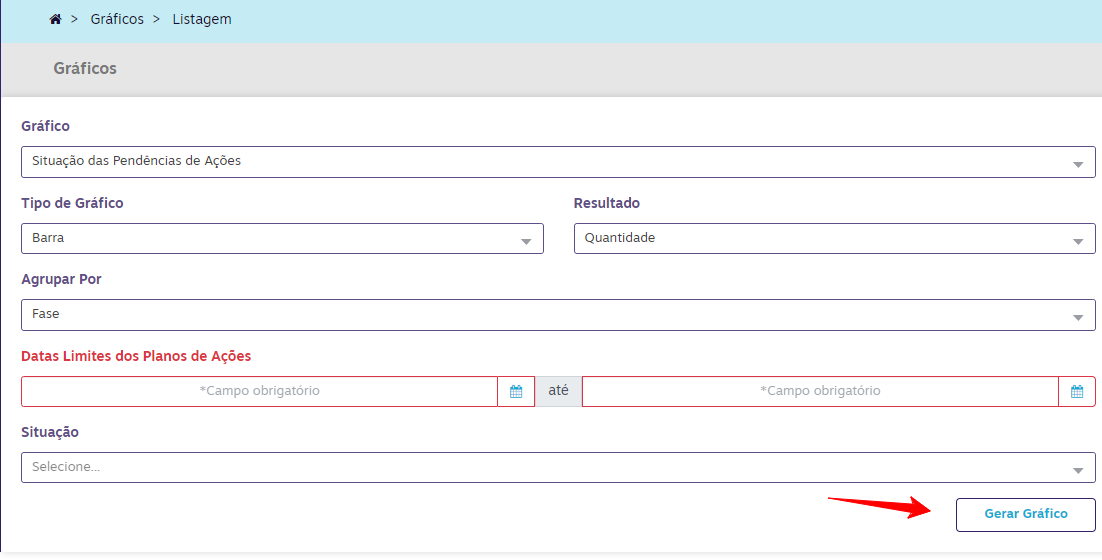 > Gráficos > Listagem
Gráficos
Gráfico
Situação das Pendências de Ações
Tipo de Gráfico Resultado
Barra Quantidade
Agrupar Por
Fase
Datas Limites dos Planos de Ações
*Campo obrigatório até *Campo obrigatório
Situação
Selecione...
Gerar Gráfico